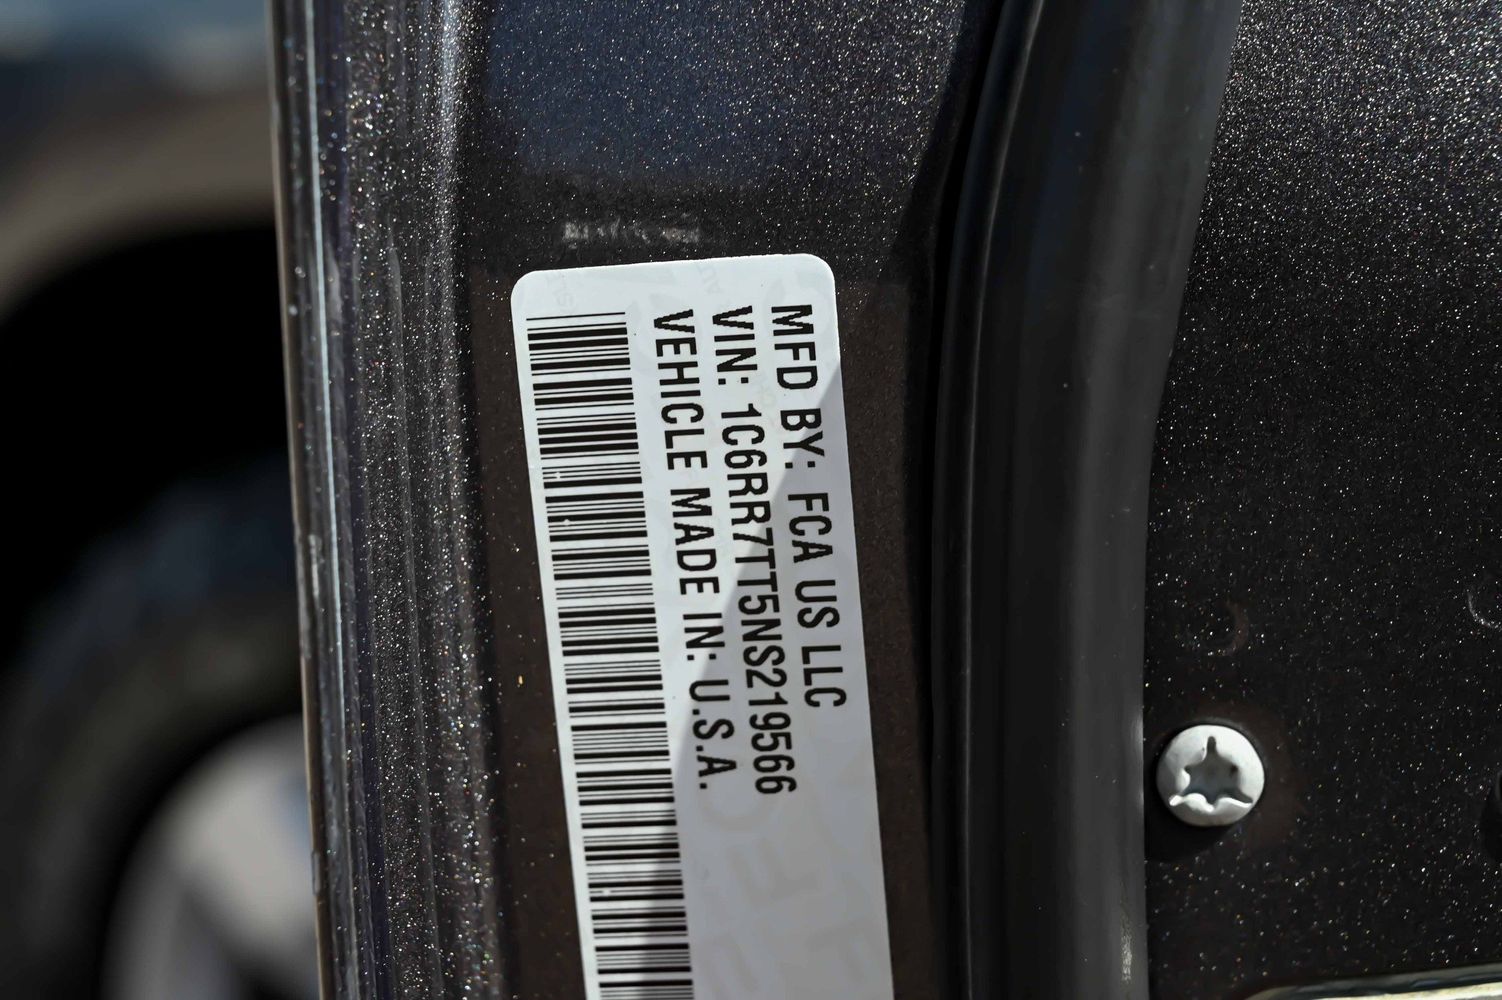 MFD BY: FCA US LLC
VIN: 1C6RR7TT5NS219566
VEHICLE MADE IN: U.S.A.